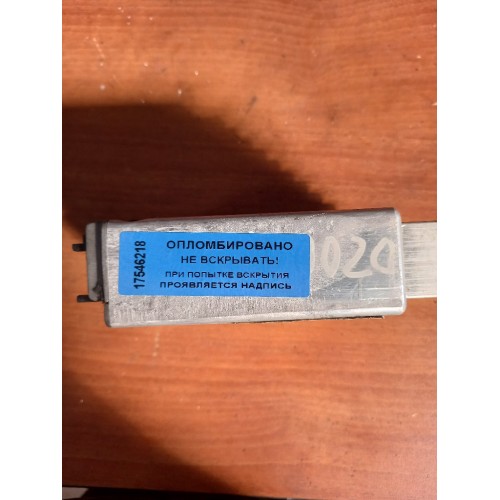 17546218
ОПЛОМБИРОВАНО
НЕ ВСКРЫВАТЬ!
ПРИ ПОПЫТКЕ ВСКРЫТИЯ
ПРОЯВЛЯЕТСЯ НАДПИСЬ
020